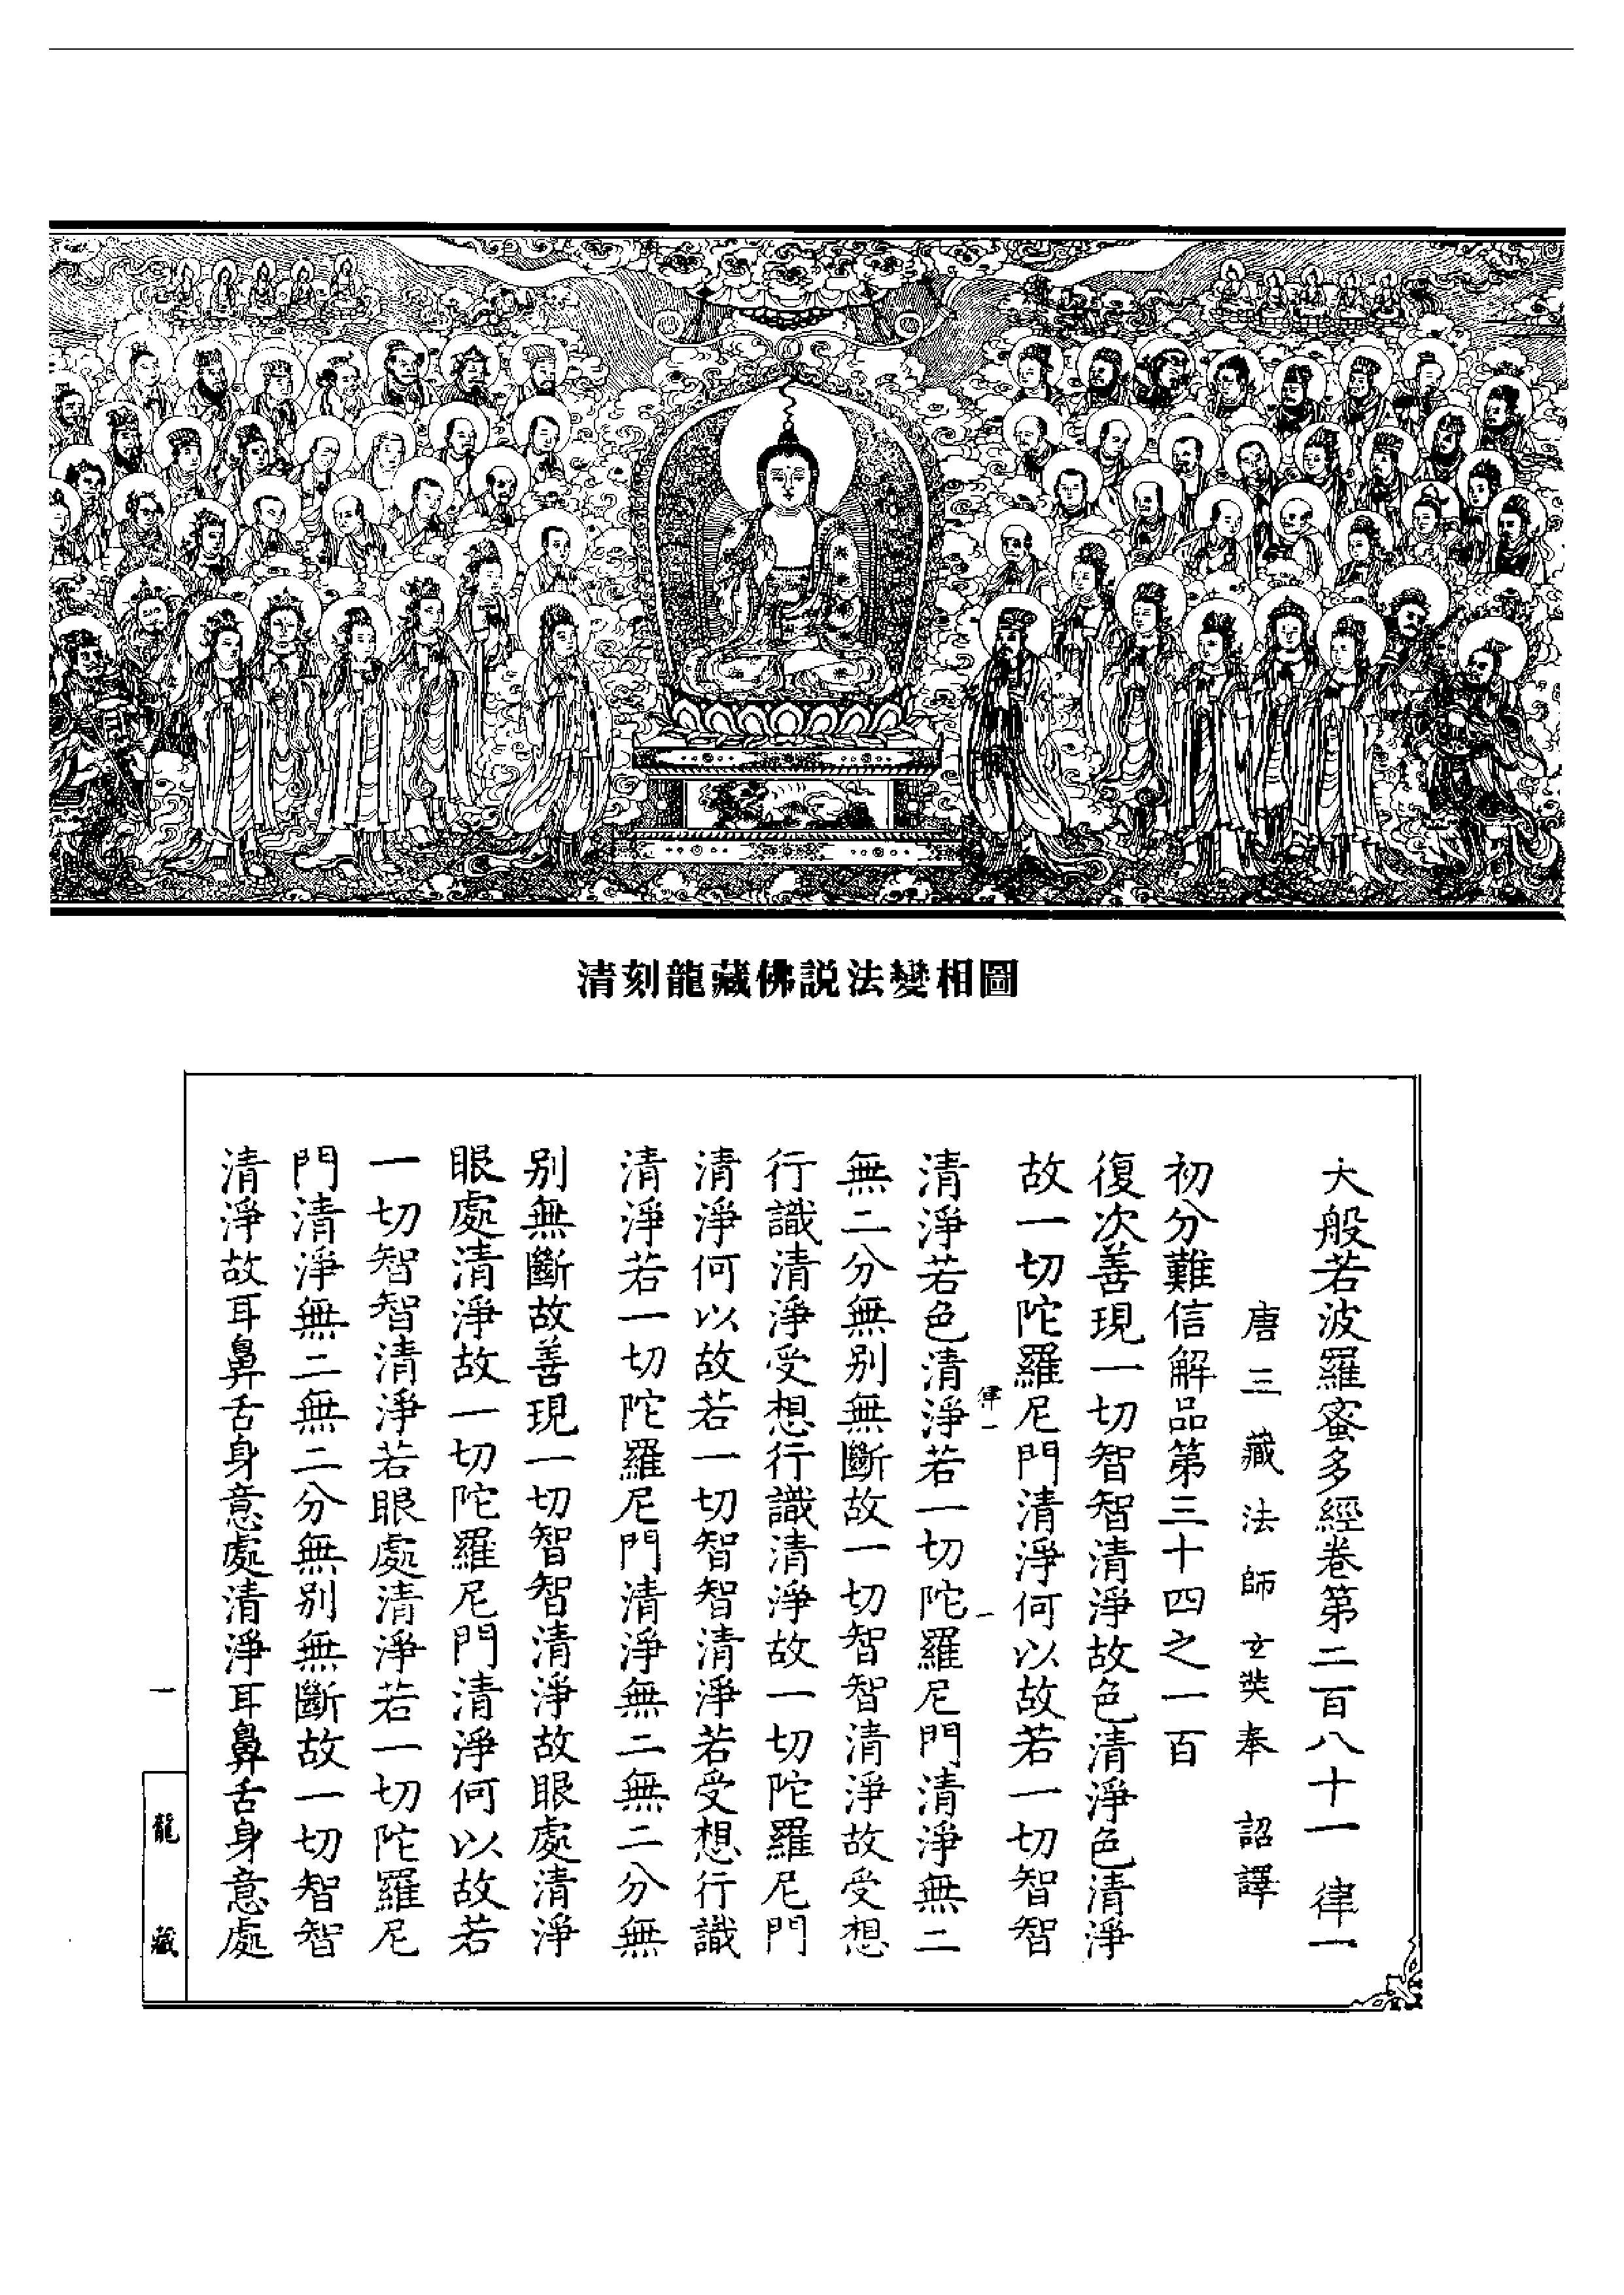 清刻龍藏佛説法變相圖
大般若波羅蜜多經卷第二百八十一 律一
唐三藏法師玄奘奉 詔譯
初分難信解品第三十四之一百
復次善現一切智智清淨故色清淨色清淨
故一切陀羅尼門清淨何以故若一切智智
律一 一
清淨若色清淨若一切陀羅尼門清淨無二
無二分無別無斷故一切智智清淨故受想
行識清淨受想行識清淨故一切陀羅尼門
清淨何以故若一切智智清淨若受想行識
清淨若一切陀羅尼門清淨無二無二分無
別無斷故善現一切智智清淨故眼處清淨
眼處清淨故一切陀羅尼門清淨何以故若
一切智智清淨若眼處清淨若一切陀羅尼
門清淨無二無二分無別無斷故一切智智
清淨故耳鼻舌身意處清淨耳鼻舌身意處
一
龍藏